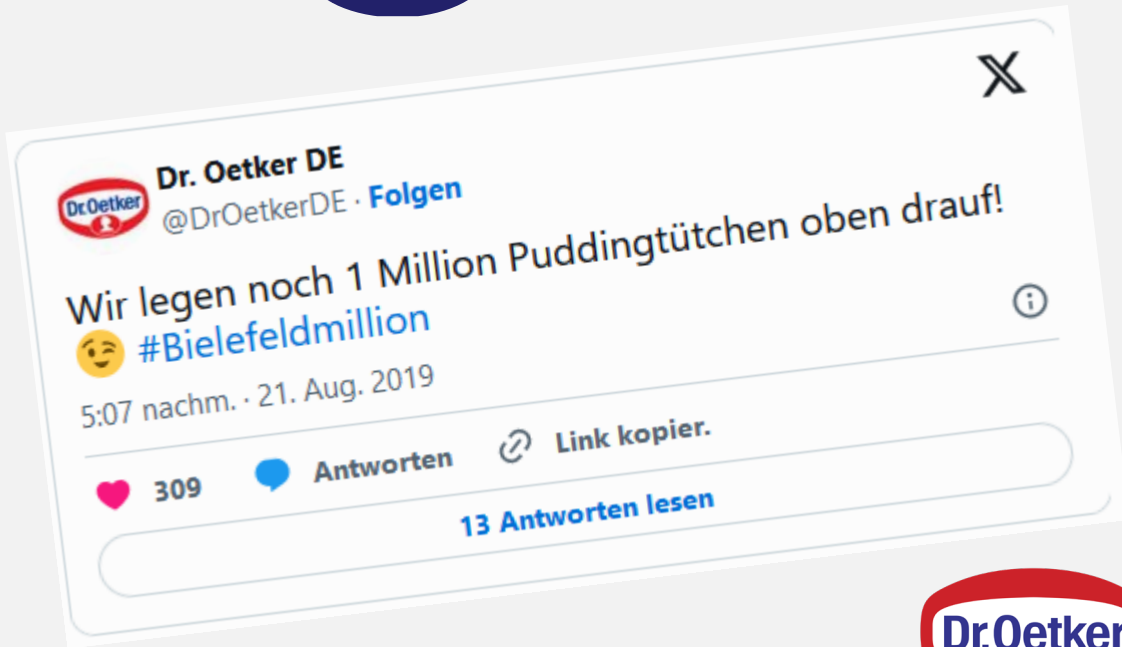 Dr. Oetker DE
@DrOetkerDE · Folgen
Wir legen noch 1 Million Puddingtütchen oben drauf!
😉 #Bielefeldmillion
5:07 nachm. · 21. Aug. 2019
309 Antworten Link kopier.
13 Antworten lesen
Dr.Oetker
Dr.Oetker